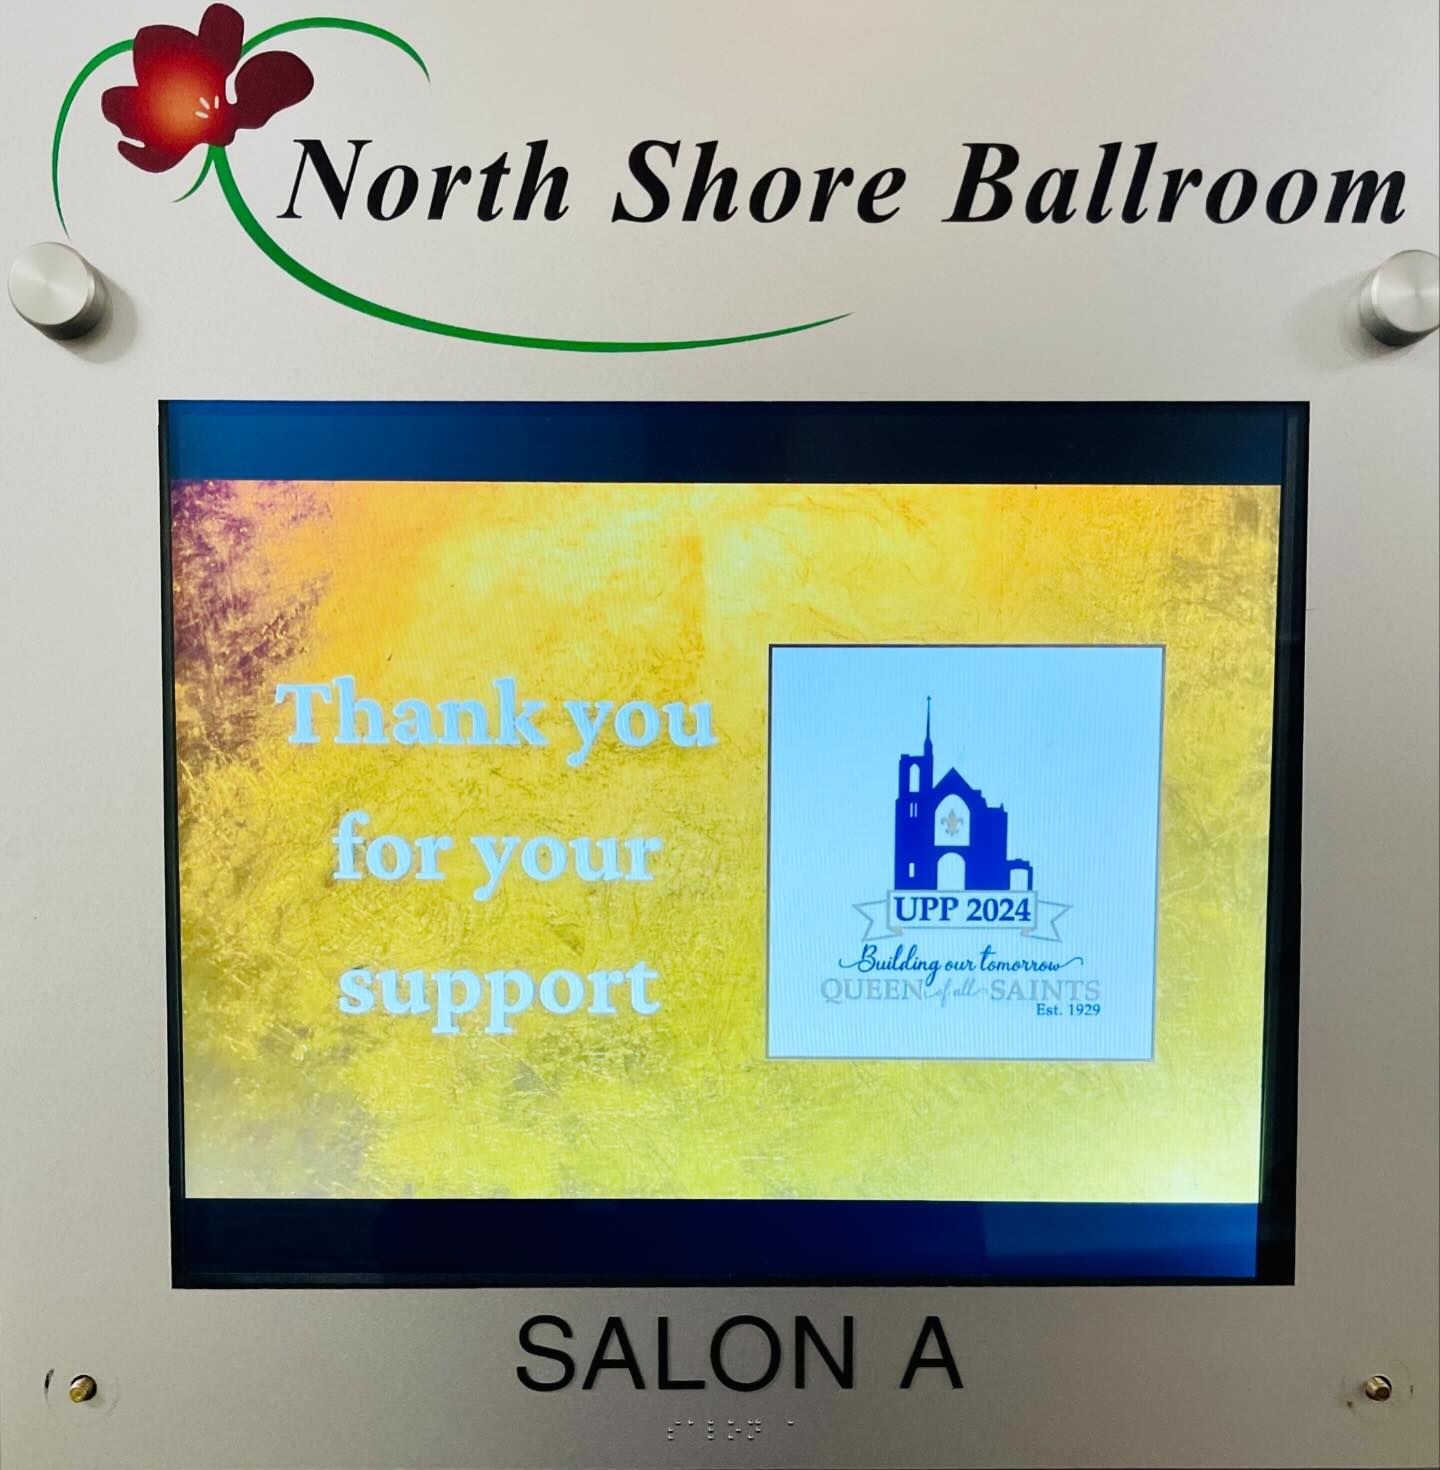 North Shore Ballroom
Thank you
for your
support
UPP 2024
Building our tomorrow
QUEEN of all SAINTS
Est. 1929
SALON A
⠎⠁⠇⠕⠝ ⠁